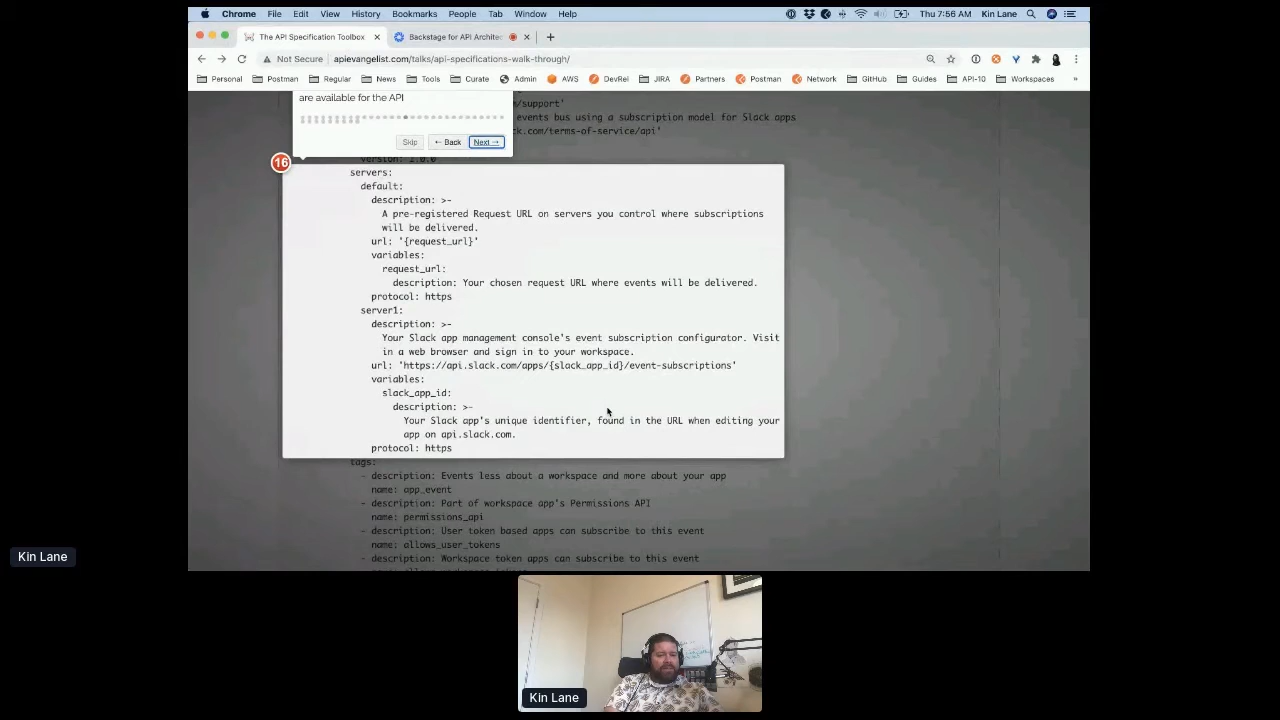 Chrome File Edit View History Bookmarks People Tab Window Help Thu 7:56 AM Kin Lane
The API Specification Toolbox × Backstage for API Architec × +
Not Secure apievangelist.com/talks/api-specifications-walk-through/
Personal Postman Regular News Tools Curate Admin AWS DevRel JIRA Partners Postman Network GitHub Guides API-10 Workspaces »
are available for the API
/support'
events bus using a subscription model for Slack apps
ck.com/terms-of-service/api'
Skip ← Back Next →
version: 1.0.0
16
servers:
default:
description: >-
A pre-registered Request URL on servers you control where subscriptions
will be delivered.
url: '{request_url}'
variables:
request_url:
description: Your chosen request URL where events will be delivered.
protocol: https
server1:
description: >-
Your Slack app management console's event subscription configurator. Visit
in a web browser and sign in to your workspace.
url: 'https://api.slack.com/apps/{slack_app_id}/event-subscriptions'
variables:
slack_app_id:
description: >-
Your Slack app's unique identifier, found in the URL when editing your
app on api.slack.com.
protocol: https
tags:
- description: Events less about a workspace and more about your app
name: app_event
- description: Part of workspace app's Permissions API
name: permissions_api
- description: User token based apps can subscribe to this event
name: allows_user_tokens
- description: Workspace token apps can subscribe to this event
Kin Lane
Kin Lane